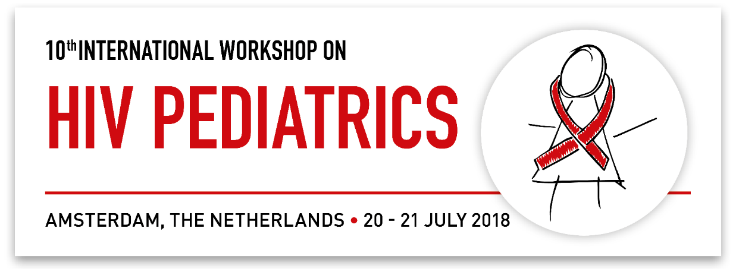 10th INTERNATIONAL WORKSHOP ON
HIV PEDIATRICS
AMSTERDAM, THE NETHERLANDS • 20 - 21 JULY 2018